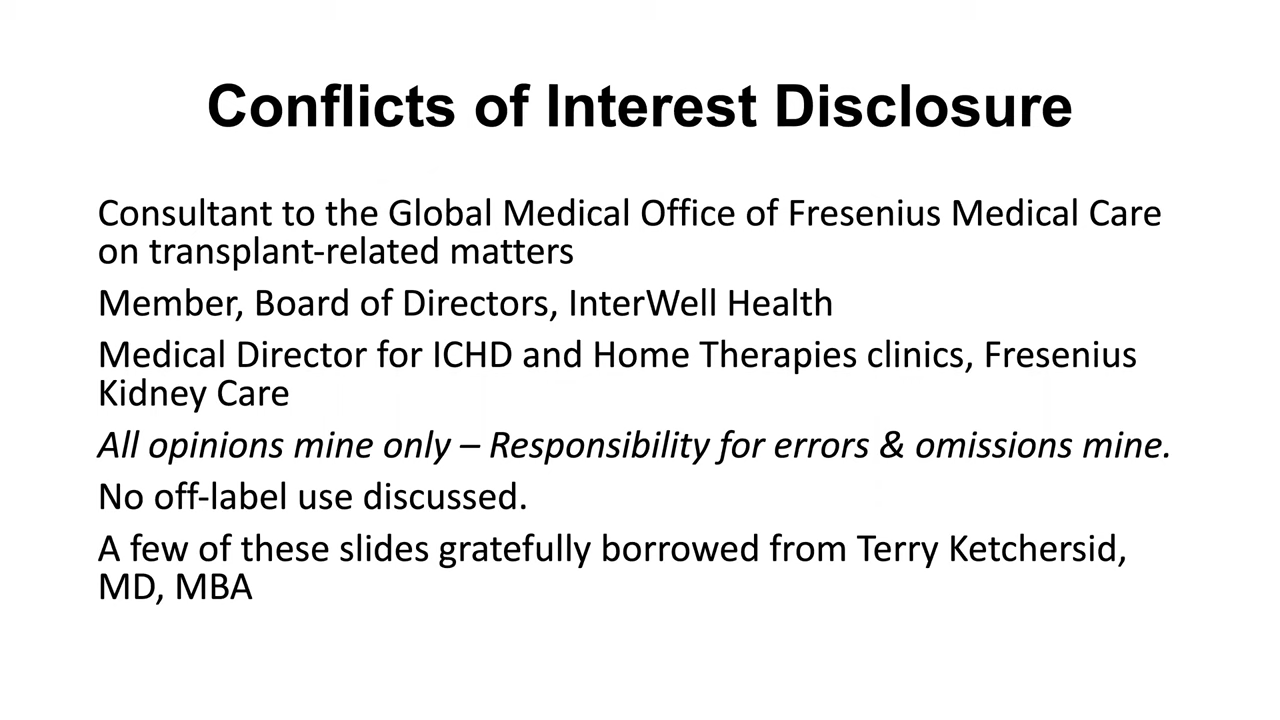 Conflicts of Interest Disclosure
Consultant to the Global Medical Office of Fresenius Medical Care
on transplant-related matters
Member, Board of Directors, InterWell Health
Medical Director for ICHD and Home Therapies clinics, Fresenius
Kidney Care
All opinions mine only – Responsibility for errors & omissions mine.
No off-label use discussed.
A few of these slides gratefully borrowed from Terry Ketchersid,
MD, MBA